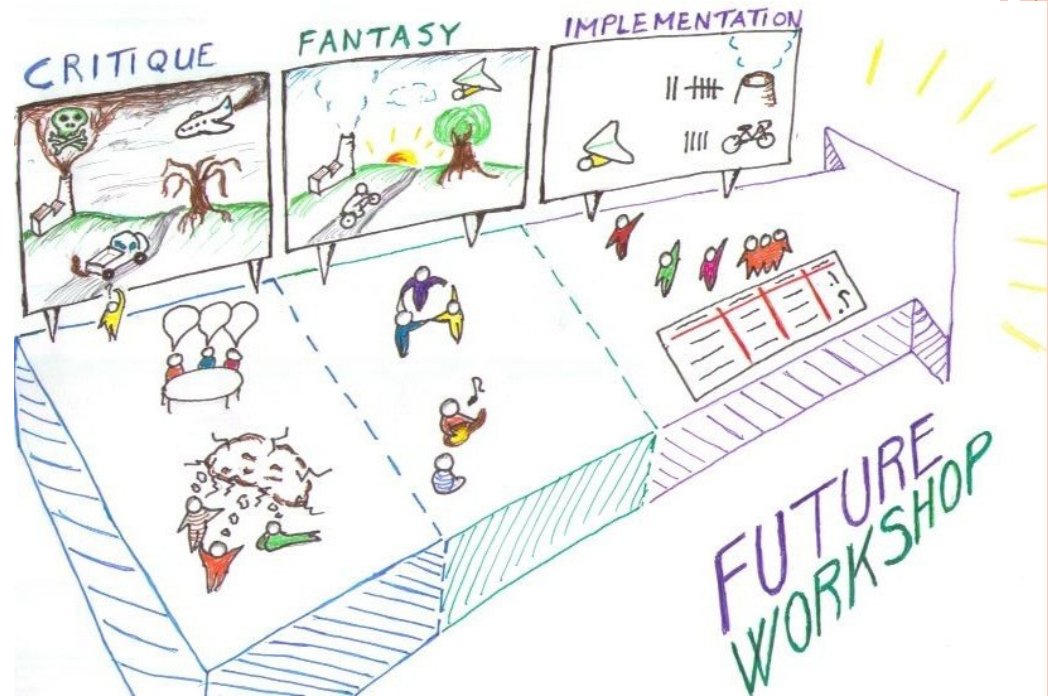 CRITIQUE
FANTASY
IMPLEMENTATION
! ?
FUTURE
WORKSHOP